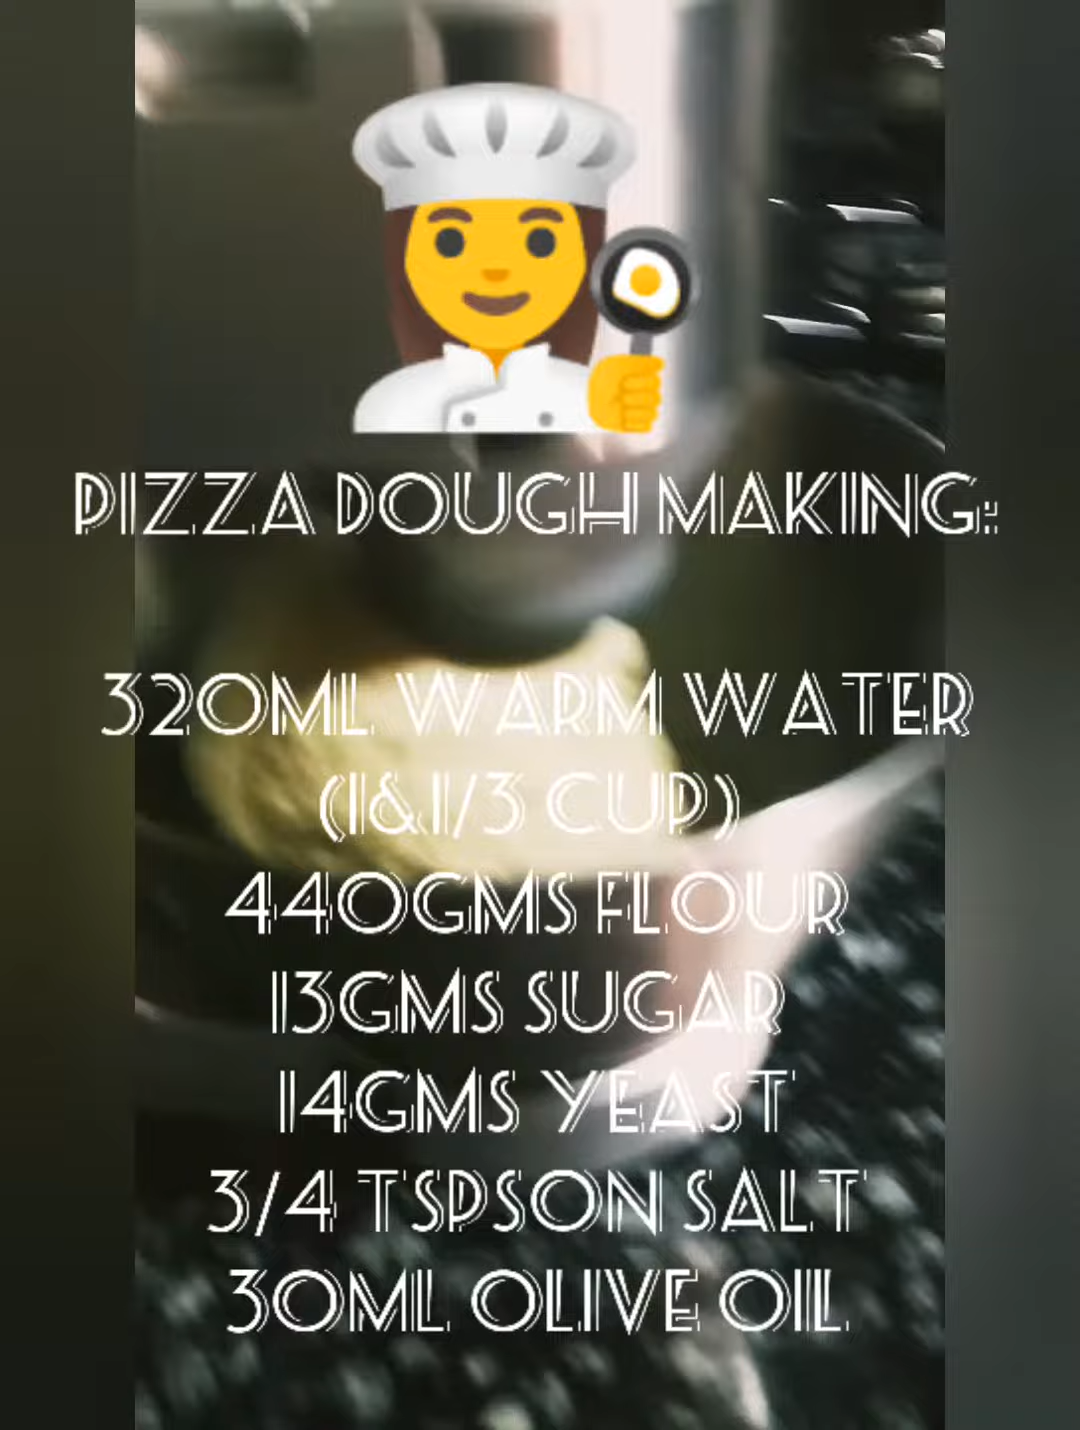 PIZZA DOUGH MAKING:
320ML WARM WATER
(1&1/3 CUP)
440GMS FLOUR
13GMS SUGAR
14GMS YEAST
3/4 TSPSON SALT
30ML OLIVE OIL